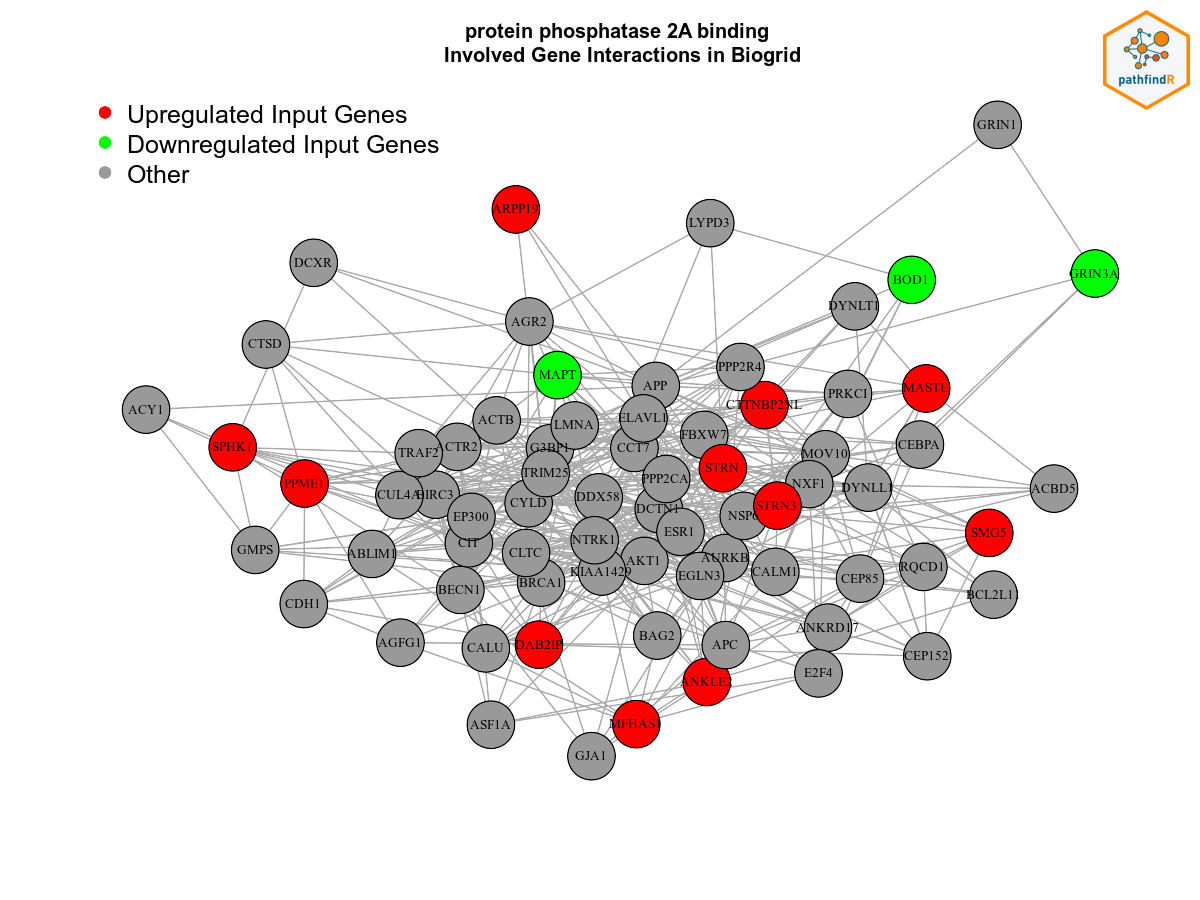 protein phosphatase 2A binding
Involved Gene Interactions in Biogrid
pathfindR
Upregulated Input Genes
Downregulated Input Genes
Other
GRIN1
ARPP19
LYPD3
DCXR
GRIN3A
BOD1
DYNLT1
AGR2
CTSD
PPP2R4
MAPT
APP
MASTL
PRKCI
CTTNBP2NL
ACY1
ELAVL1
ACTB
LMNA
FBXW7
SPHK1
ACTR2
G3BP1
CCT7
CEBPA
TRAF2
MOV10
STRN
TRIM25
PPP2CA
PPME1
NXF1
DYNLL1
ACBD5
CUL4A
BIRC3
DDX58
CYLD
STRN3
DCTN1
EP300
NSP6
ESR1
SMG5
CIT
NTRK1
GMPS
ABLIM1
CLTC
AKT1
AURKB
RQCD1
KIAA1429
EGLN3
CALM1
CEP85
BRCA1
BECN1
BCL2L11
CDH1
ANKRD17
BAG2
AGFG1
CALU
DAB2IP
APC
CEP152
E2F4
ANKLE2
ASF1A
MFHAS1
GJA1